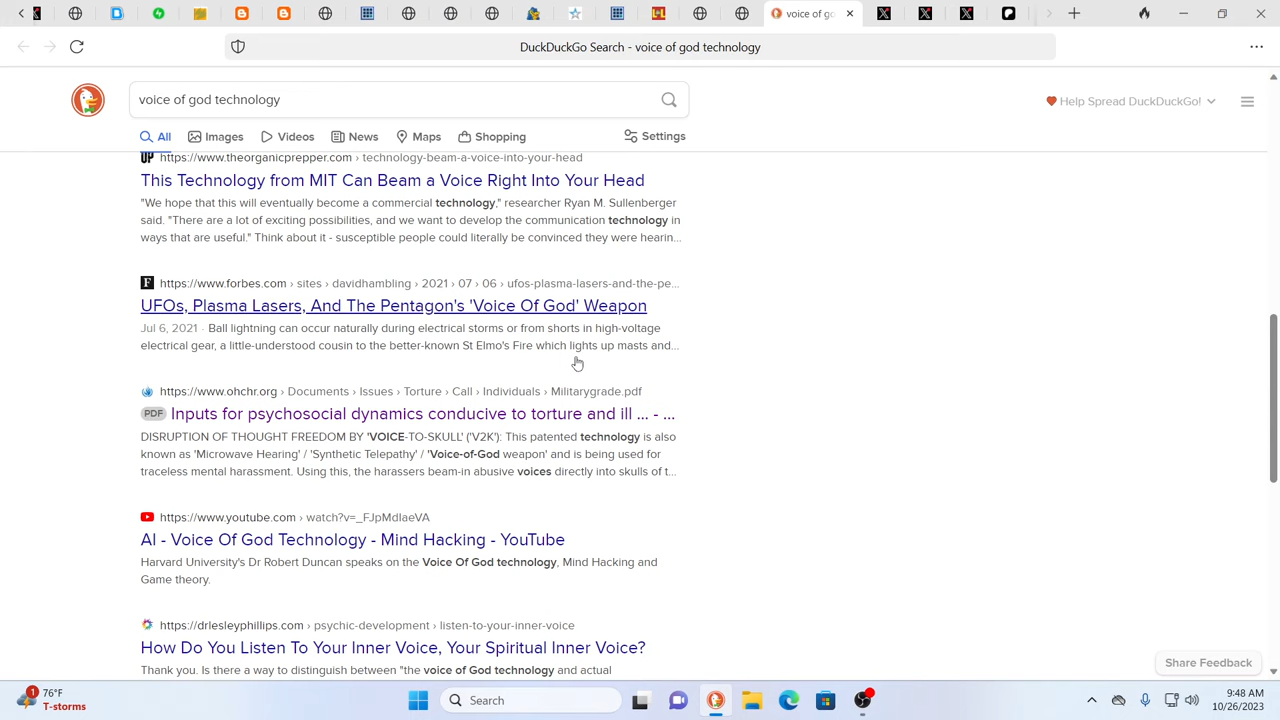 voice of go
DuckDuckGo Search - voice of god technology
voice of god technology
Help Spread DuckDuckGo!
All Images Videos News Maps Shopping Settings
https://www.theorganicprepper.com › technology-beam-a-voice-into-your-head
This Technology from MIT Can Beam a Voice Right Into Your Head
"We hope that this will eventually become a commercial technology," researcher Ryan M. Sullenberger
said. "There are a lot of exciting possibilities, and we want to develop the communication technology in
ways that are useful." Think about it - susceptible people could literally be convinced they were hearin...
https://www.forbes.com › sites › davidhambling › 2021 › 07 › 06 › ufos-plasma-lasers-and-the-pe...
UFOs, Plasma Lasers, And The Pentagon's 'Voice Of God' Weapon
Jul 6, 2021 · Ball lightning can occur naturally during electrical storms or from shorts in high-voltage
electrical gear, a little-understood cousin to the better-known St Elmo's Fire which lights up masts and...
https://www.ohchr.org › Documents › Issues › Torture › Call › Individuals › Militarygrade.pdf
PDF Inputs for psychosocial dynamics conducive to torture and ill ... - ...
DISRUPTION OF THOUGHT FREEDOM BY 'VOICE-TO-SKULL' ('V2K'): This patented technology is also
known as 'Microwave Hearing' / 'Synthetic Telepathy' / 'Voice-of-God weapon' and is being used for
traceless mental harassment. Using this, the harassers beam-in abusive voices directly into skulls of t...
https://www.youtube.com › watch?v=_FJpMdIaeVA
AI - Voice Of God Technology - Mind Hacking - YouTube
Harvard University's Dr Robert Duncan speaks on the Voice Of God technology, Mind Hacking and
Game theory.
https://drlesleyphillips.com › psychic-development › listen-to-your-inner-voice
How Do You Listen To Your Inner Voice, Your Spiritual Inner Voice?
Thank you. Is there a way to distinguish between "the voice of God technology and actual
Share Feedback
1
76°F
T-storms
Search
9:48 AM
10/26/2023